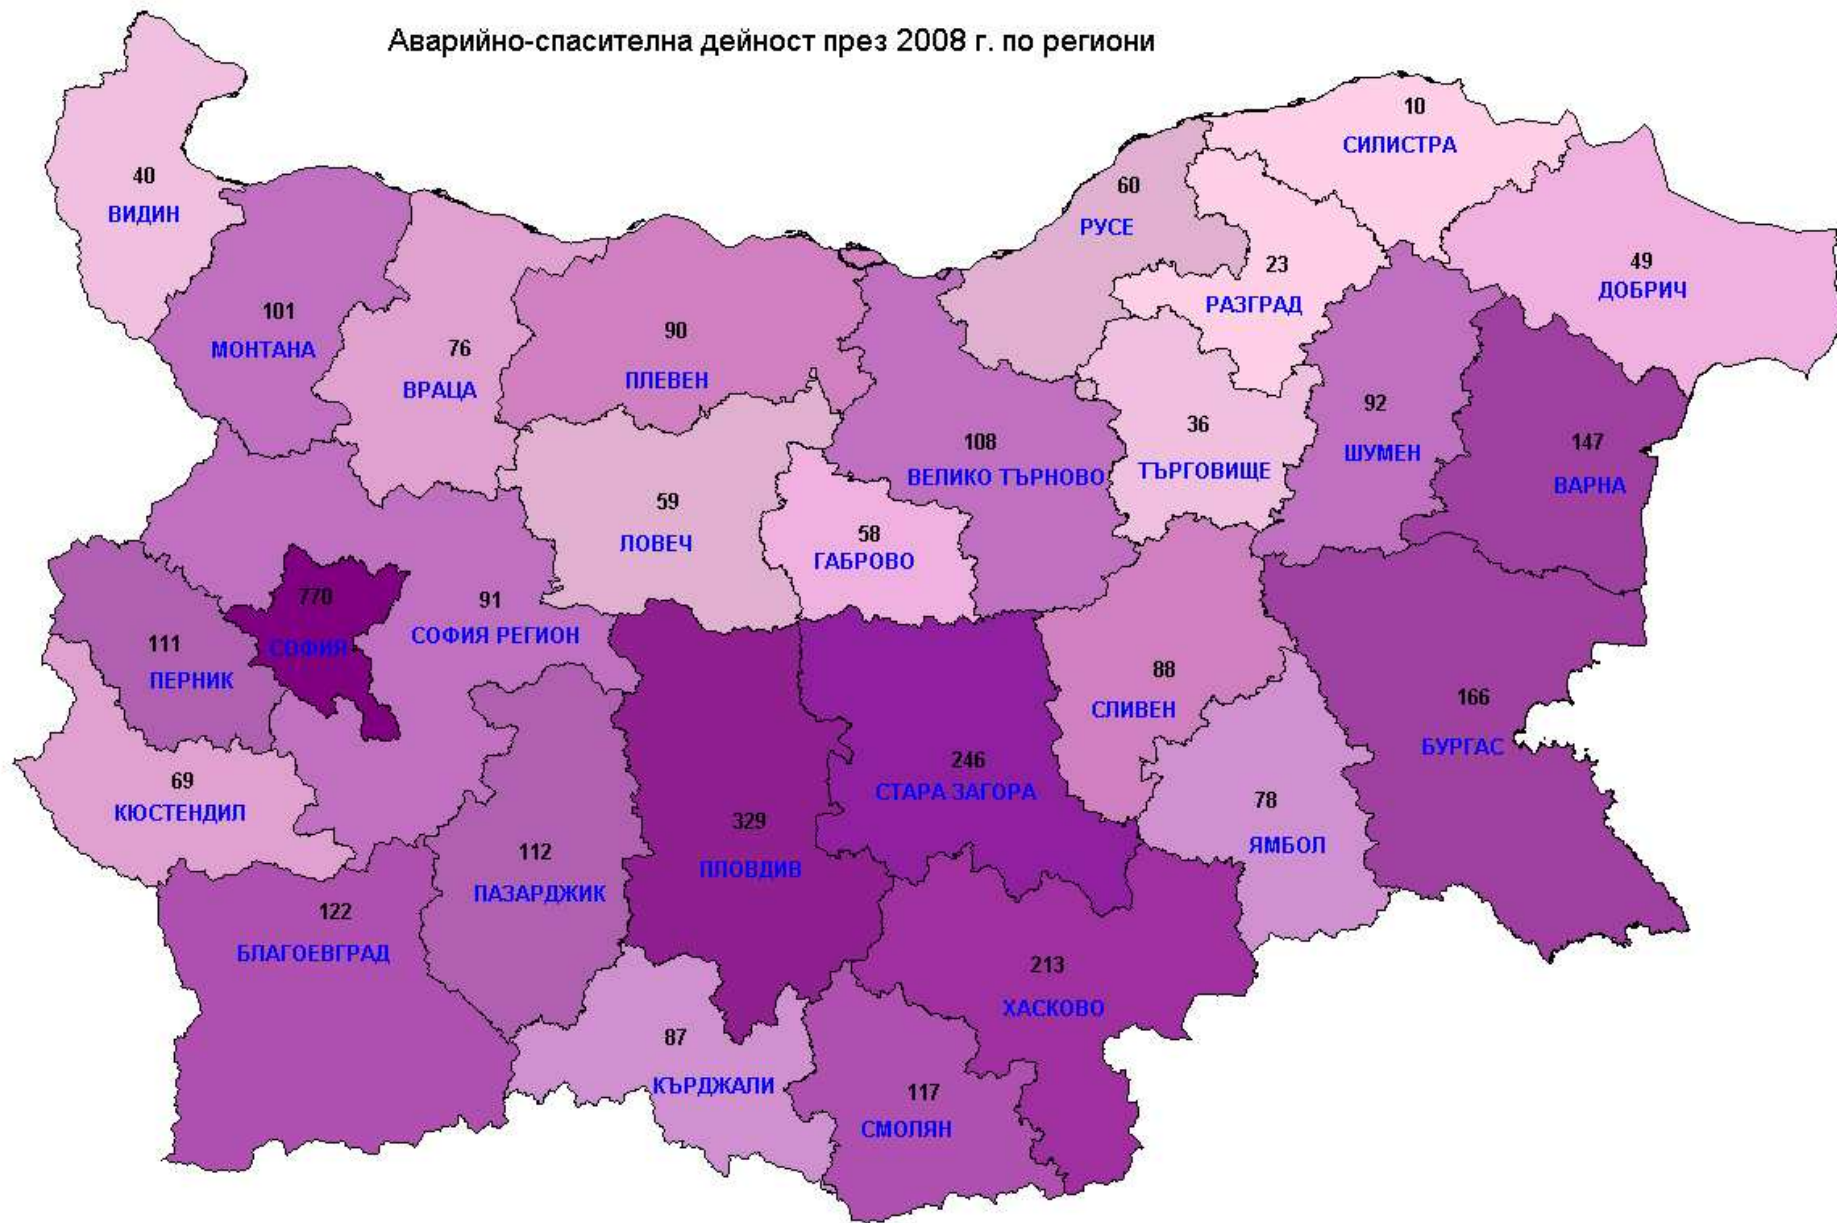 Аварийно-спасителна дейност през 2008 г. по региони
10
СИЛИСТРА
40
ВИДИН
60
РУСЕ
23
РАЗГРАД
49
ДОБРИЧ
101
МОНТАНА
76
ВРАЦА
90
ПЛЕВЕН
108
ВЕЛИКО ТЪРНОВО
36
ТЪРГОВИЩЕ
92
ШУМЕН
147
ВАРНА
59
ЛОВЕЧ
58
ГАБРОВО
770
СОФИЯ
91
СОФИЯ РЕГИОН
111
ПЕРНИК
88
СЛИВЕН
166
БУРГАС
69
КЮСТЕНДИЛ
246
СТАРА ЗАГОРА
78
ЯМБОЛ
329
ПЛОВДИВ
112
ПАЗАРДЖИК
122
БЛАГОЕВГРАД
213
ХАСКОВО
87
КЪРДЖАЛИ
117
СМОЛЯН